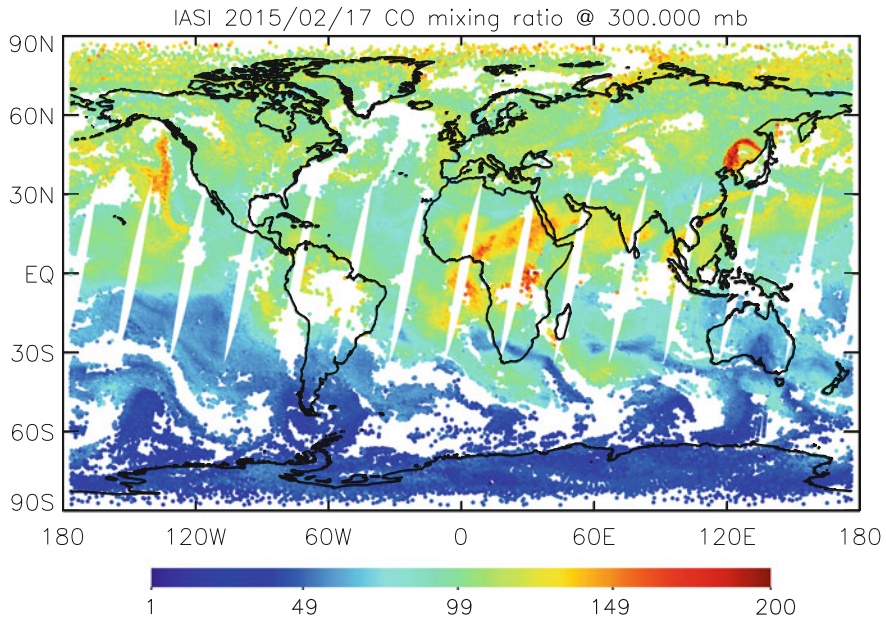 IASI 2015/02/17 CO mixing ratio @ 300.000 mb
90N
60N
30N
EQ
30S
60S
90S
180 120W 60W 0 60E 120E 180
1 49 99 149 200